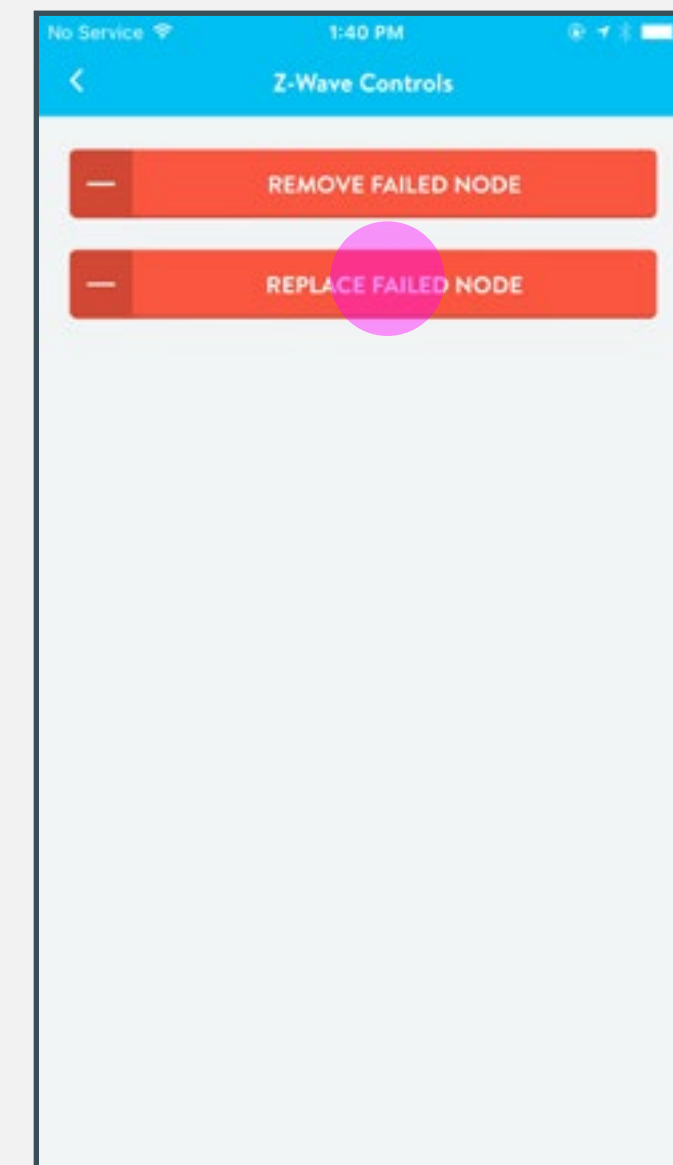 No Service
1:40 PM
Z-Wave Controls
REMOVE FAILED NODE
REPLACE FAILED NODE